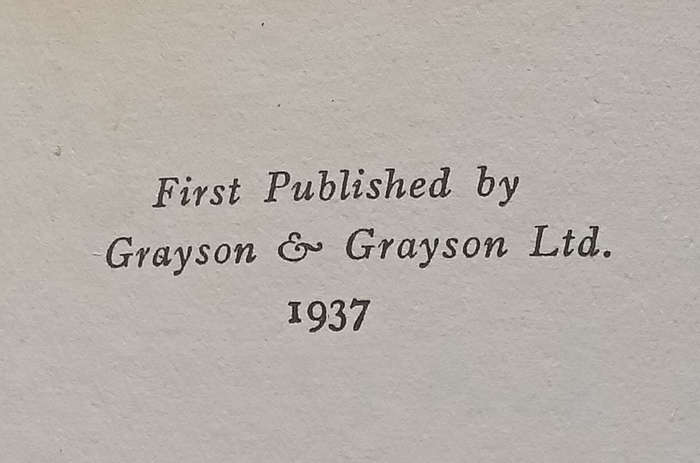 First Published by
Grayson & Grayson Ltd.
1937